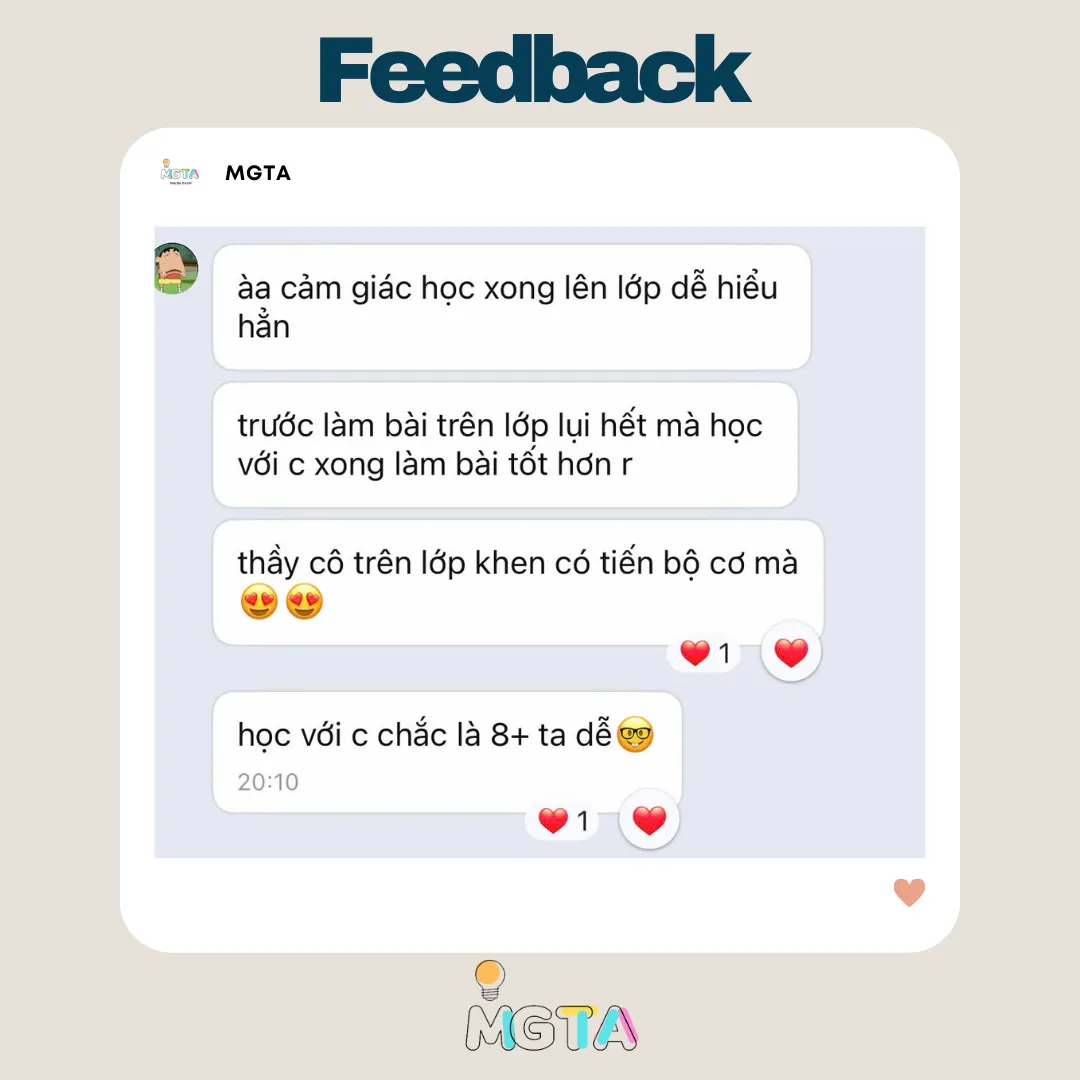 Feedback
MGTA
MGTA
àa cảm giác học xong lên lớp dễ hiểu
hẳn
trước làm bài trên lớp lụi hết mà học
với c xong làm bài tốt hơn r
thầy cô trên lớp khen có tiến bộ cơ mà
😍😍
❤️ 1
học với c chắc là 8+ ta dễ🤓
20:10
❤️ 1
MGTA